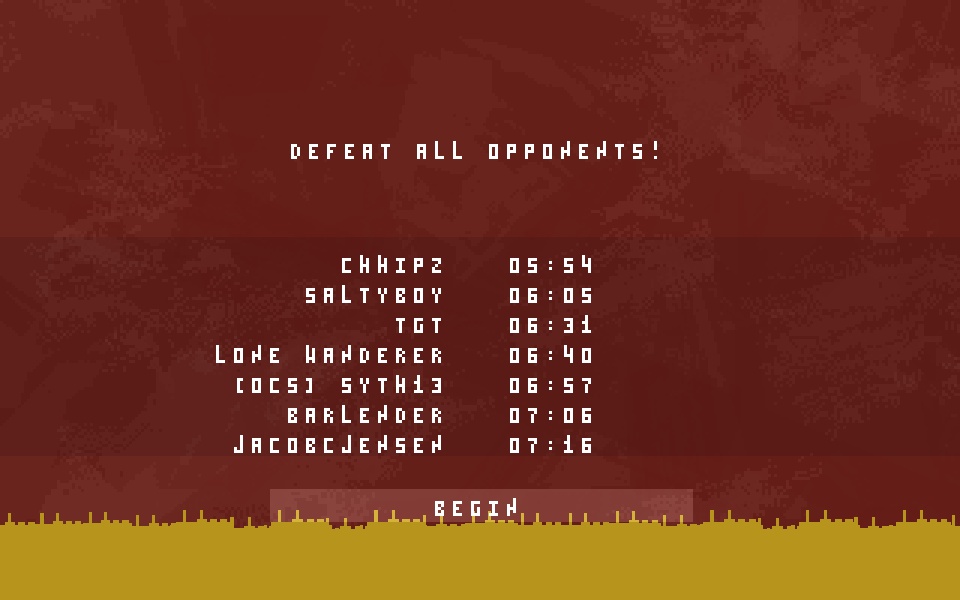 DEFEAT ALL OPPONENTS!
CHHIPZ 05:54
SALTYBOY 06:05
TGT 06:31
LONE WANDERER 06:40
[OCS] SYTH13 06:57
BARLENDER 07:06
JACOBCJENSEN 07:16
BEGIN